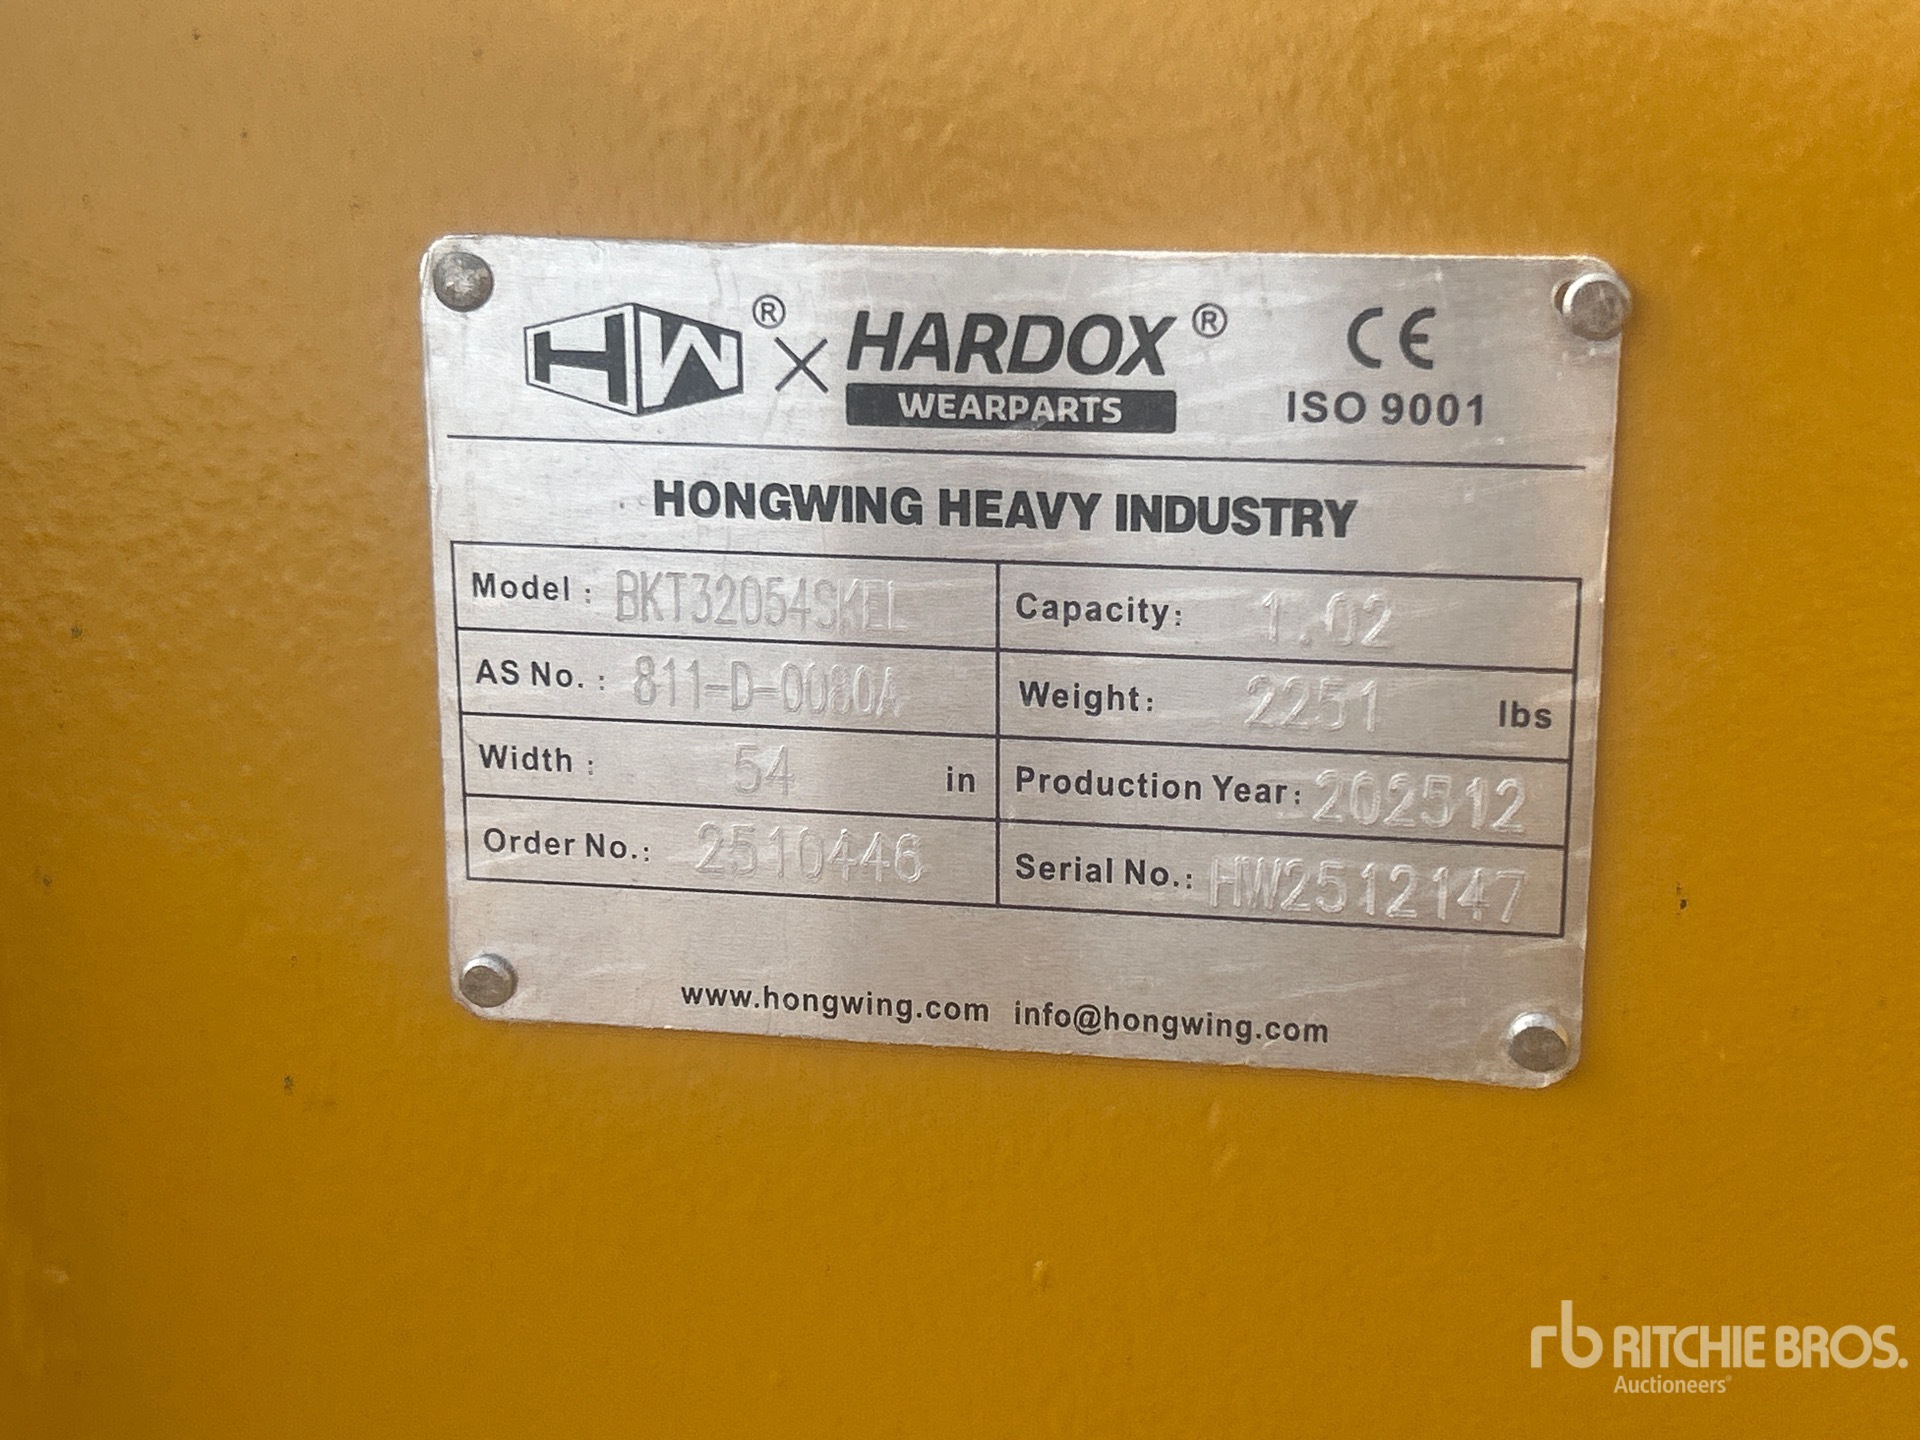 HW® × HARDOX® CE
WEARPARTS ISO 9001
HONGWING HEAVY INDUSTRY
Model : BKT32054SKEL Capacity: 1.02
AS No. : 811-D-0080A Weight: 2251 lbs
Width : 54 in Production Year: 202512
Order No.: 2510446 Serial No.: HW2512147
www.hongwing.com info@hongwing.com
rb RITCHIE BROS.
Auctioneers®